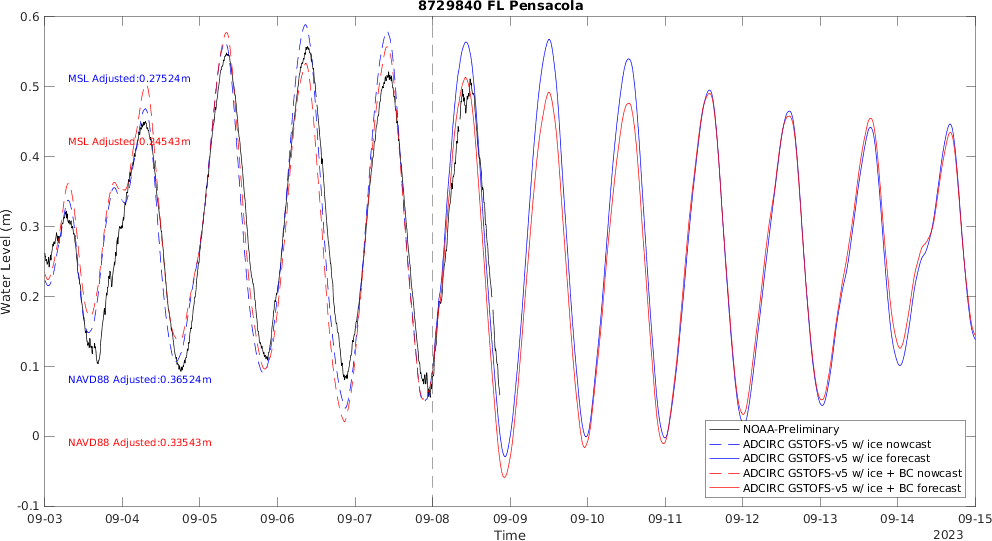 8729840 FL Pensacola
0.6
0.5
0.4
0.3
0.2
0.1
0
-0.1
Water Level (m)
MSL Adjusted:0.27524m
MSL Adjusted:0.24543m
NAVD88 Adjusted:0.36524m
NAVD88 Adjusted:0.33543m
NOAA-Preliminary
ADCIRC GSTOFS-v5 w/ ice nowcast
ADCIRC GSTOFS-v5 w/ ice forecast
ADCIRC GSTOFS-v5 w/ ice + BC nowcast
ADCIRC GSTOFS-v5 w/ ice + BC forecast
09-03 09-04 09-05 09-06 09-07 09-08 09-09 09-10 09-11 09-12 09-13 09-14 09-15
Time
2023